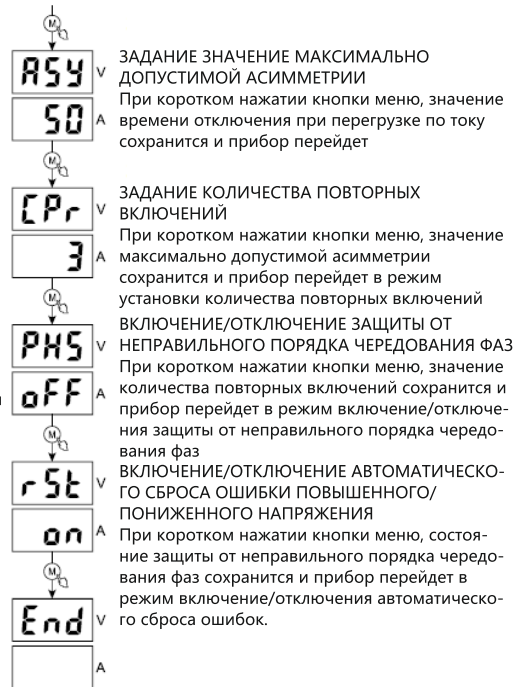 M
ASY V
ЗАДАНИЕ ЗНАЧЕНИЕ МАКСИМАЛЬНО
ДОПУСТИМОЙ АСИММЕТРИИ
50 A
При коротком нажатии кнопки меню, значение
времени отключения при перегрузке по току
сохранится и прибор перейдет
M
CPr V
ЗАДАНИЕ КОЛИЧЕСТВА ПОВТОРНЫХ
ВКЛЮЧЕНИЙ
3 A
При коротком нажатии кнопки меню, значение
максимально допустимой асимметрии
сохранится и прибор перейдет в режим
установки количества повторных включений
M
PHS V
ВКЛЮЧЕНИЕ/ОТКЛЮЧЕНИЕ ЗАЩИТЫ ОТ
НЕПРАВИЛЬНОГО ПОРЯДКА ЧЕРЕДОВАНИЯ ФАЗ
oFF A
При коротком нажатии кнопки меню, значение
количества повторных включений сохранится и
прибор перейдет в режим включение/отключе-
ния защиты от неправильного порядка чередо-
вания фаз
M
rSt V
ВКЛЮЧЕНИЕ/ОТКЛЮЧЕНИЕ АВТОМАТИЧЕСКО-
ГО СБРОСА ОШИБКИ ПОВЫШЕННОГО/
ПОНИЖЕННОГО НАПРЯЖЕНИЯ
on A
При коротком нажатии кнопки меню, состоя-
ние защиты от неправильного порядка чередо-
вания фаз сохранится и прибор перейдет в
режим включение/отключения автоматическо-
го сброса ошибок.
M
End V
A